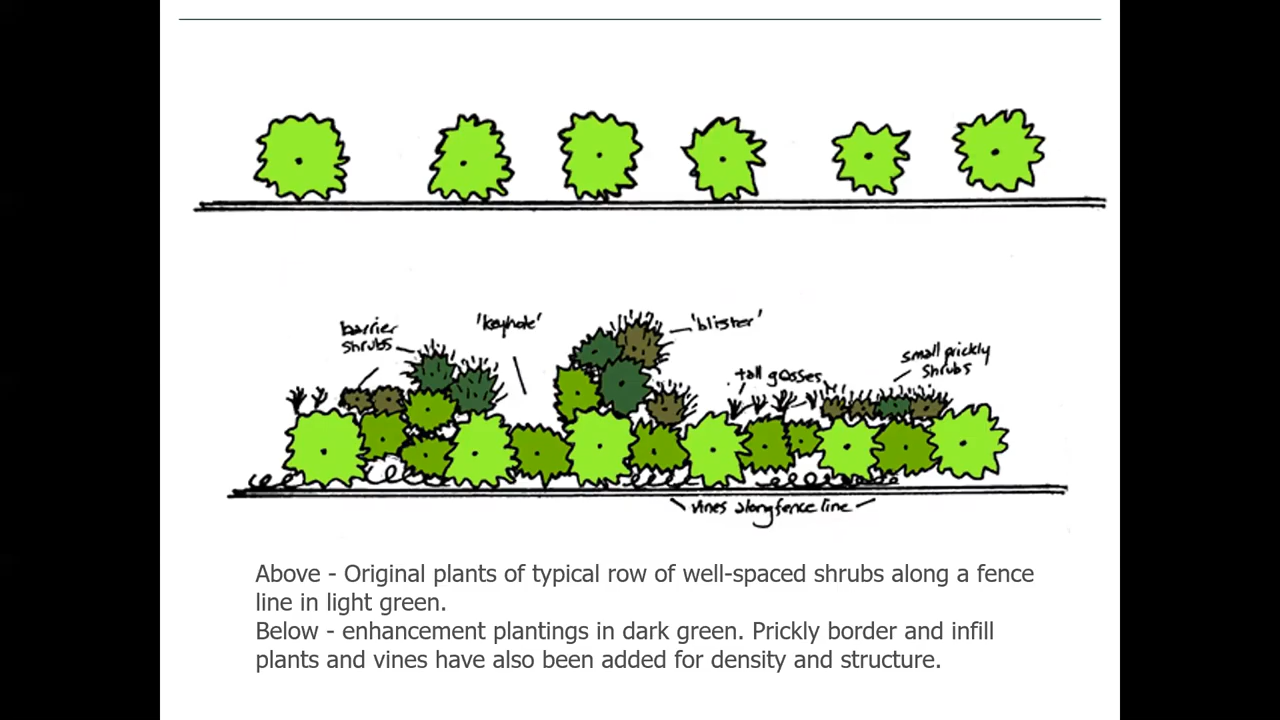 barrier
shrubs
'keyhole'
'blister'
tall gosses
small prickly
shrubs
vines along fence line
Above - Original plants of typical row of well-spaced shrubs along a fence
line in light green.
Below - enhancement plantings in dark green. Prickly border and infill
plants and vines have also been added for density and structure.